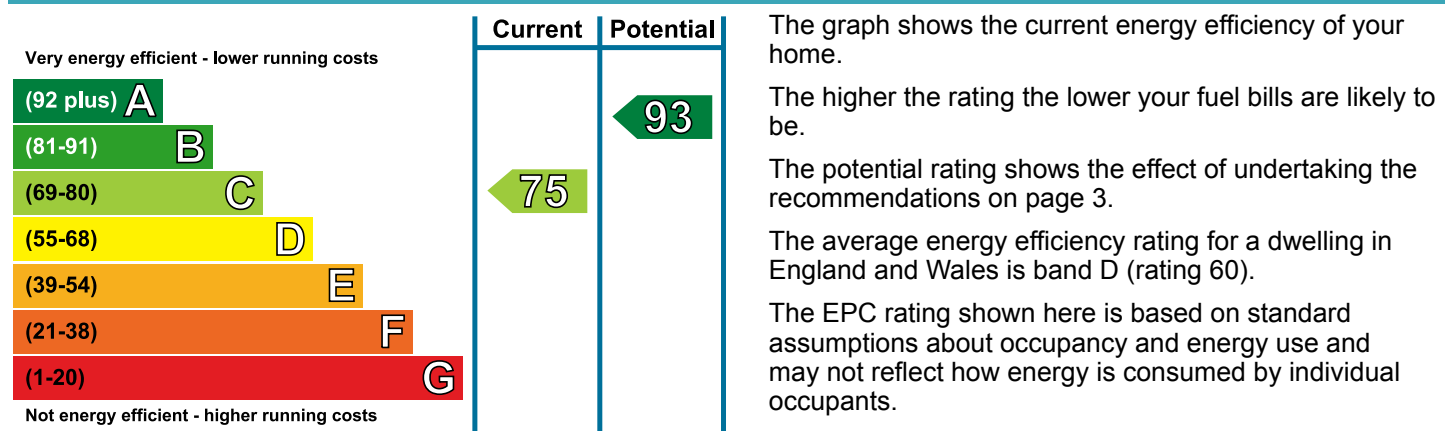 Current Potential
Very energy efficient - lower running costs
(92 plus) A
93
(81-91) B
(69-80) C
75
(55-68) D
(39-54) E
(21-38) F
(1-20) G
Not energy efficient - higher running costs
The graph shows the current energy efficiency of your
home.
The higher the rating the lower your fuel bills are likely to
be.
The potential rating shows the effect of undertaking the
recommendations on page 3.
The average energy efficiency rating for a dwelling in
England and Wales is band D (rating 60).
The EPC rating shown here is based on standard
assumptions about occupancy and energy use and
may not reflect how energy is consumed by individual
occupants.